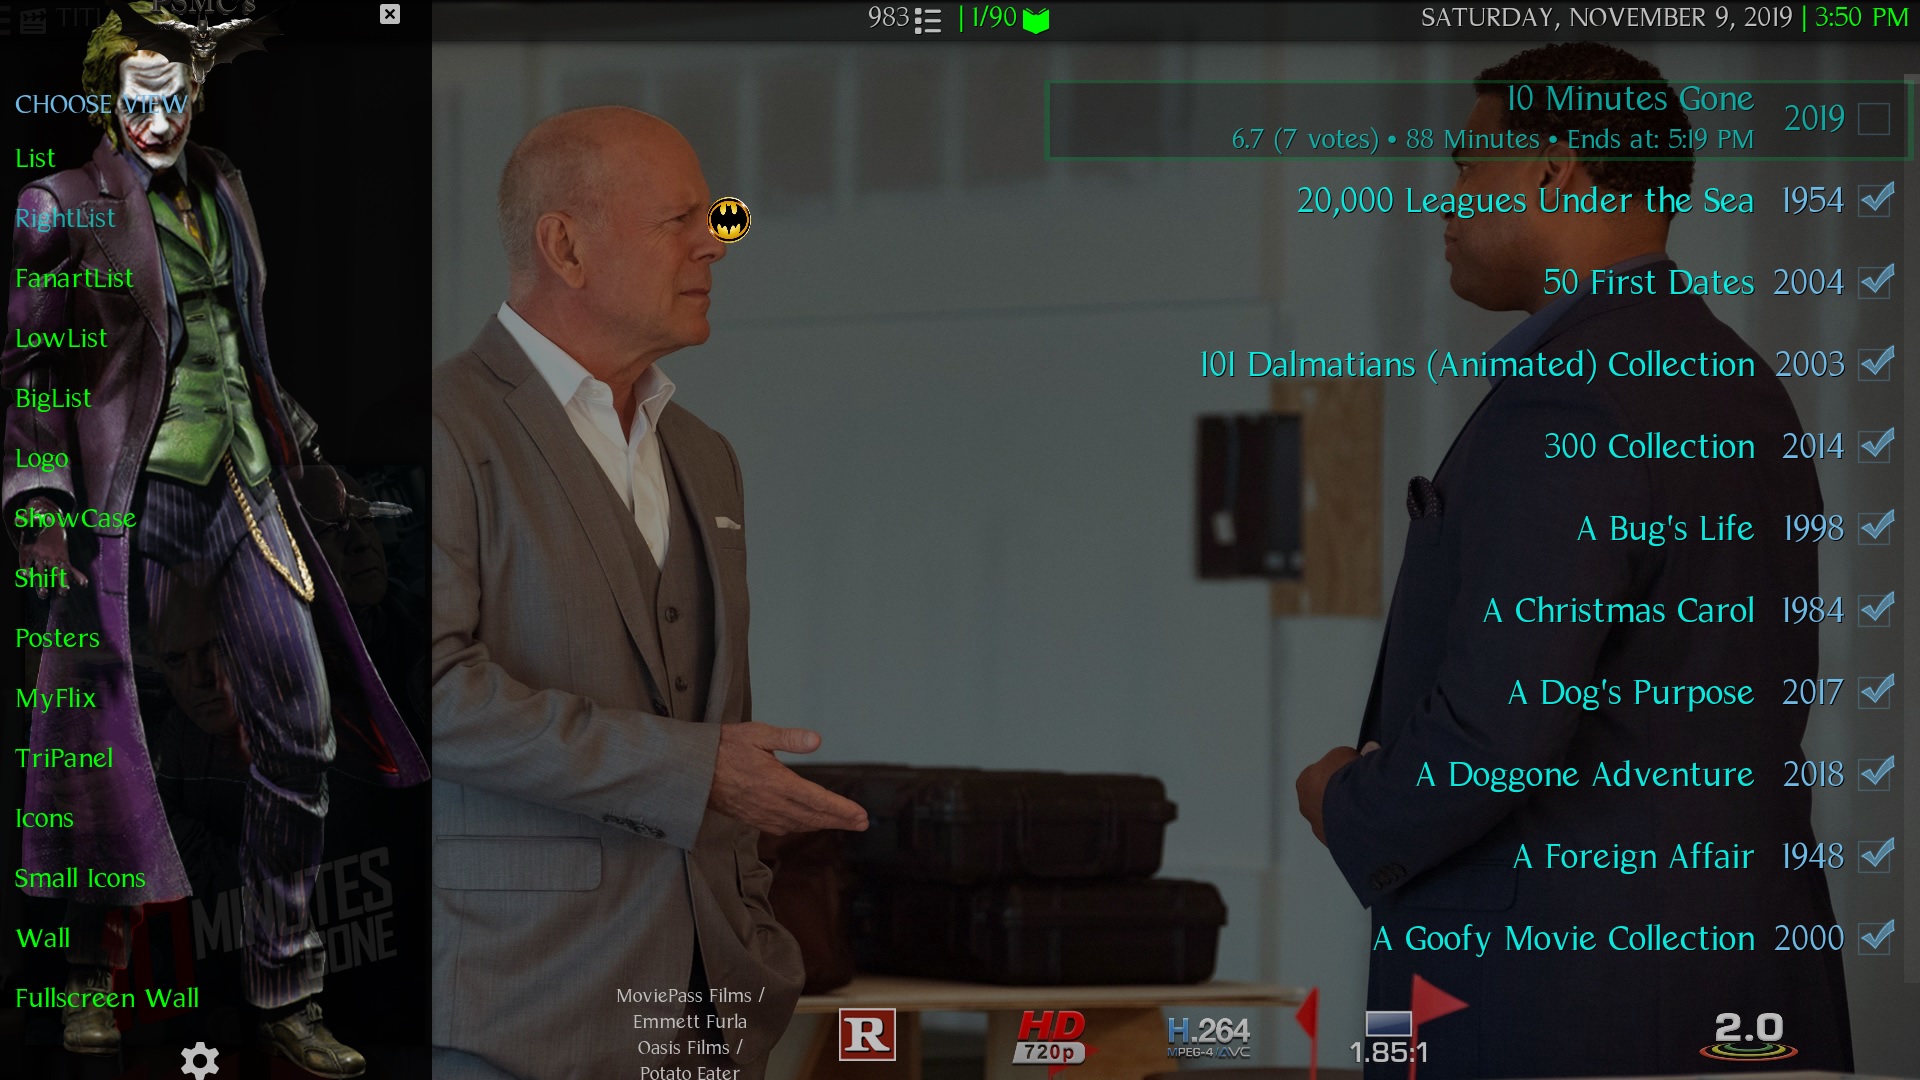 PSMC's
TITL
983
| 1/90
SATURDAY, NOVEMBER 9, 2019 | 3:50 PM
CHOOSE VIEW
List
RightList
FanartList
LowList
BigList
Logo
ShowCase
Shift
Posters
MyFlix
TriPanel
Icons
Small Icons
Wall
Fullscreen Wall
10 MINUTES
GONE
10 Minutes Gone 2019
6.7 (7 votes) • 88 Minutes • Ends at: 5:19 PM
20,000 Leagues Under the Sea 1954
50 First Dates 2004
101 Dalmatians (Animated) Collection 2003
300 Collection 2014
A Bug's Life 1998
A Christmas Carol 1984
A Dog's Purpose 2017
A Doggone Adventure 2018
A Foreign Affair 1948
A Goofy Movie Collection 2000
MoviePass Films /
Emmett Furla
Oasis Films /
Potato Eater
R
HD
720p
H.264
MPEG-4/AVC
1.85:1
2.0